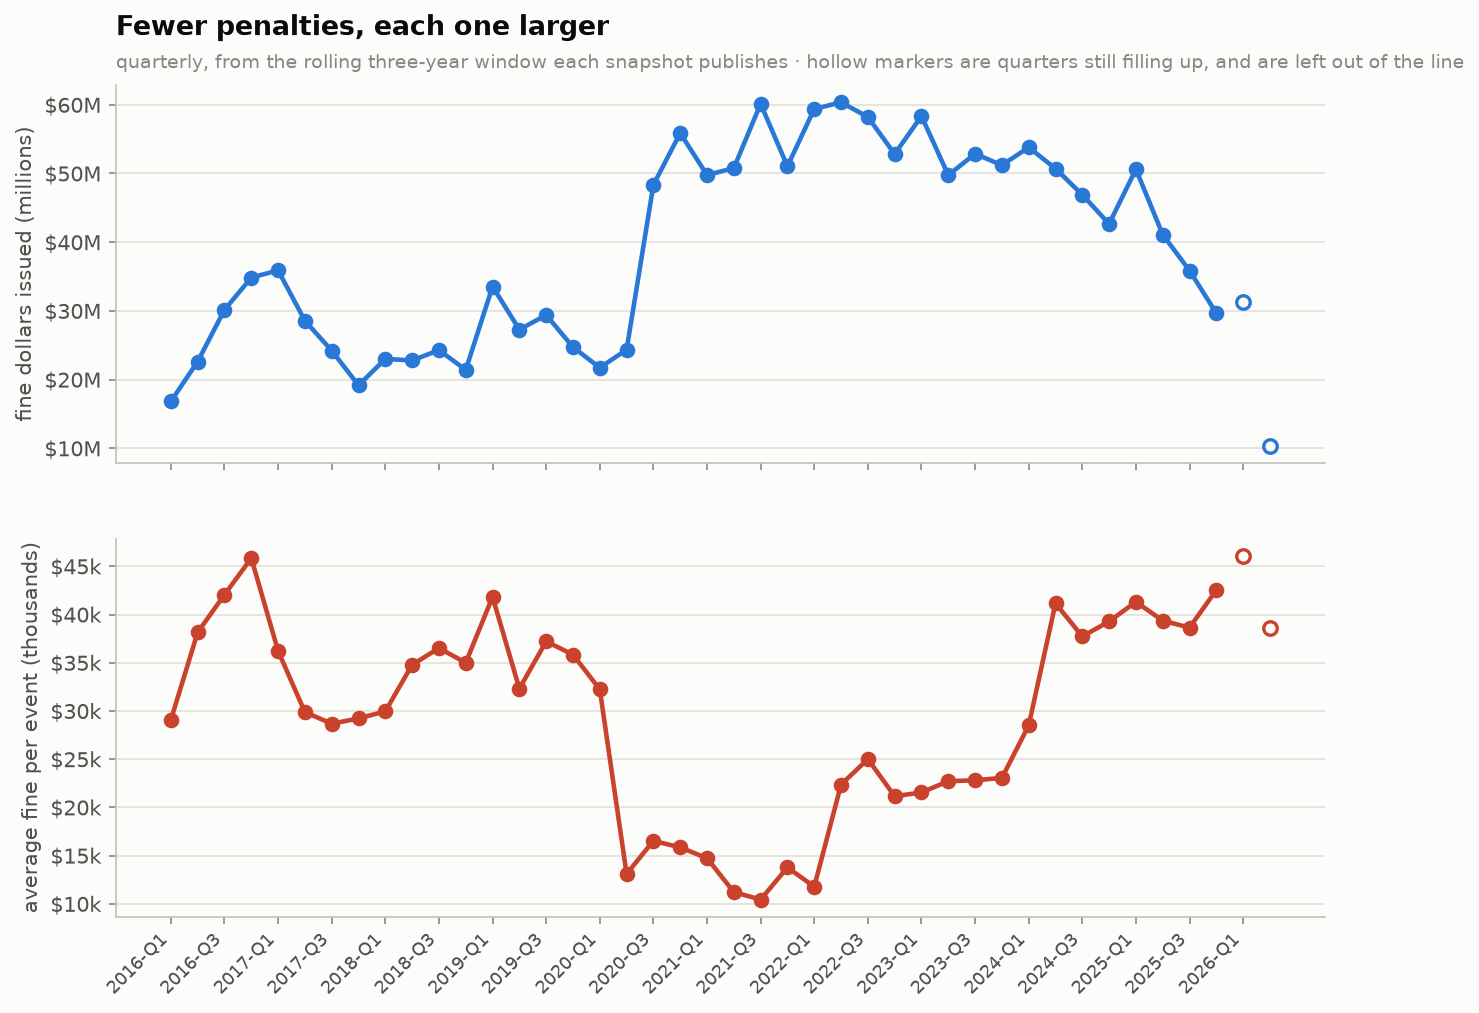 Fewer penalties, each one larger
quarterly, from the rolling three-year window each snapshot publishes · hollow markers are quarters still filling up, and are left out of the line
fine dollars issued (millions)
$60M
$50M
$40M
$30M
$20M
$10M
average fine per event (thousands)
$45k
$40k
$35k
$30k
$25k
$20k
$15k
$10k
2016-Q1
2016-Q3
2017-Q1
2017-Q3
2018-Q1
2018-Q3
2019-Q1
2019-Q3
2020-Q1
2020-Q3
2021-Q1
2021-Q3
2022-Q1
2022-Q3
2023-Q1
2023-Q3
2024-Q1
2024-Q3
2025-Q1
2025-Q3
2026-Q1